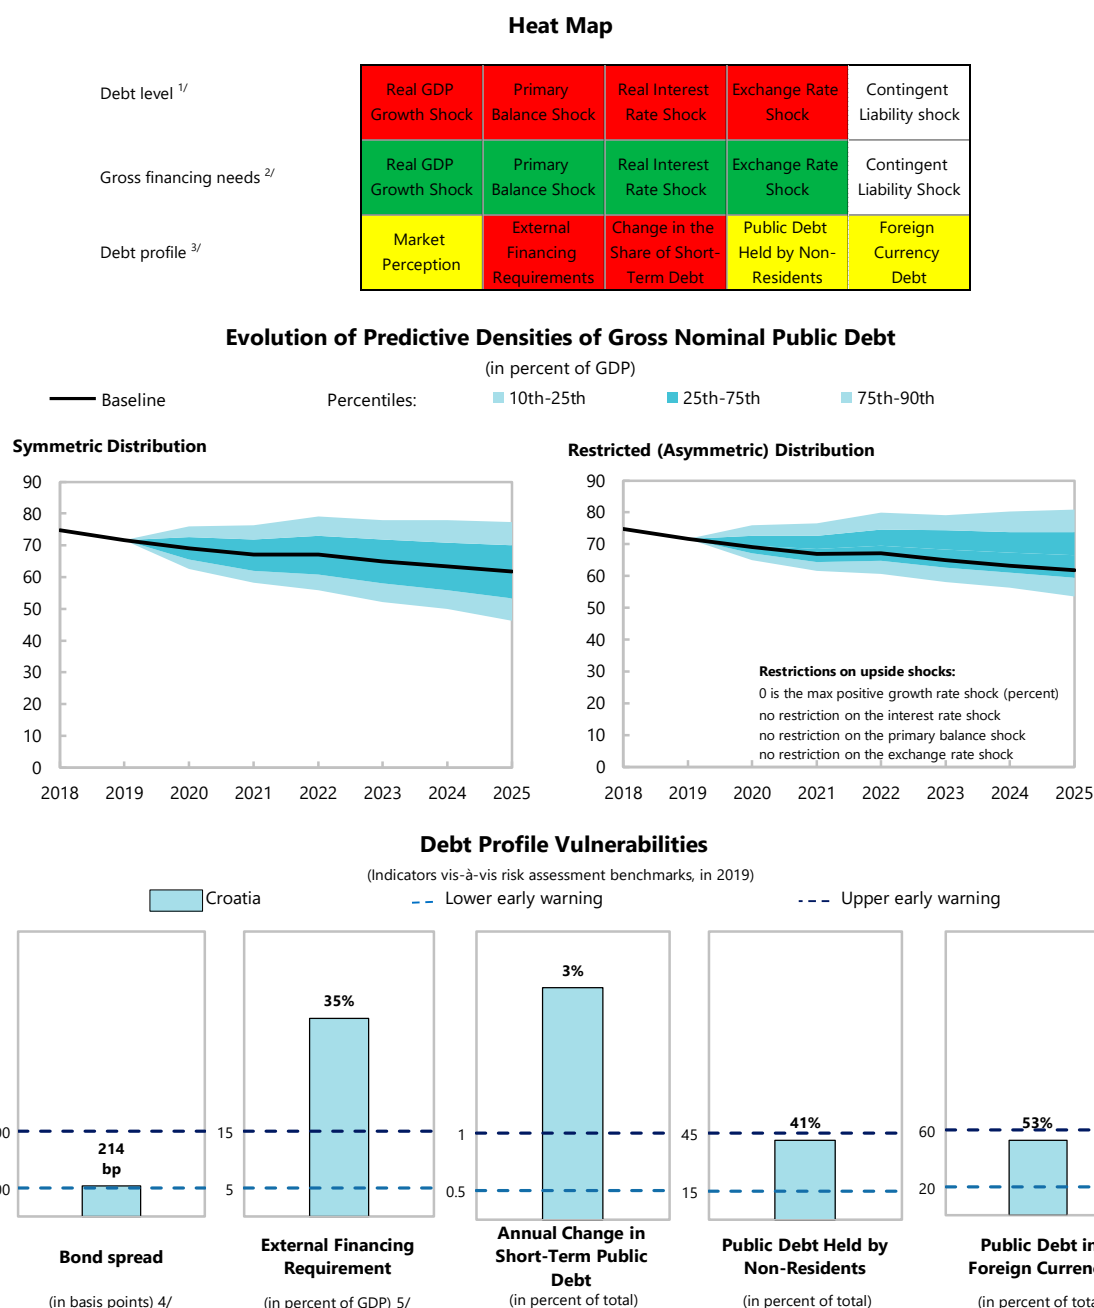 Heat Map
Debt level 1/
Real GDP Growth Shock
Primary Balance Shock
Real Interest Rate Shock
Exchange Rate Shock
Contingent Liability shock
Gross financing needs 2/
Real GDP Growth Shock
Primary Balance Shock
Real Interest Rate Shock
Exchange Rate Shock
Contingent Liability Shock
Debt profile 3/
Market Perception
External Financing Requirements
Change in the Share of Short-Term Debt
Public Debt Held by Non-Residents
Foreign Currency Debt
Evolution of Predictive Densities of Gross Nominal Public Debt
(in percent of GDP)
Baseline Percentiles: 10th-25th 25th-75th 75th-90th
Symmetric Distribution
90
80
70
60
50
40
30
20
10
0
2018 2019 2020 2021 2022 2023 2024 2025
Restricted (Asymmetric) Distribution
90
80
70
60
50
40
30
20
10
0
Restrictions on upside shocks:
0 is the max positive growth rate shock (percent)
no restriction on the interest rate shock
no restriction on the primary balance shock
no restriction on the exchange rate shock
2018 2019 2020 2021 2022 2023 2024 2025
Debt Profile Vulnerabilities
(Indicators vis-à-vis risk assessment benchmarks, in 2019)
Croatia Lower early warning Upper early warning
214
bp
Bond spread
(in basis points) 4/
35%
15
5
External Financing
Requirement
(in percent of GDP) 5/
3%
1
0.5
Annual Change in
Short-Term Public
Debt
(in percent of total)
41%
45
15
Public Debt Held by
Non-Residents
(in percent of total)
53%
60
20
Public Debt in
Foreign
(in percent of